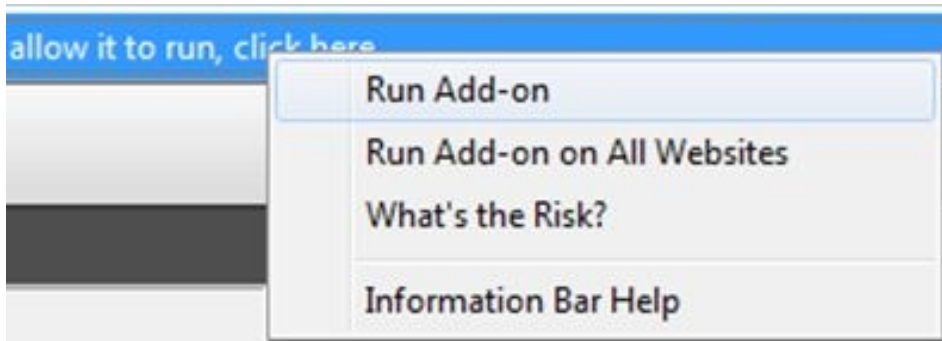 allow it to run, click here
Run Add-on
Run Add-on on All Websites
What's the Risk?
Information Bar Help